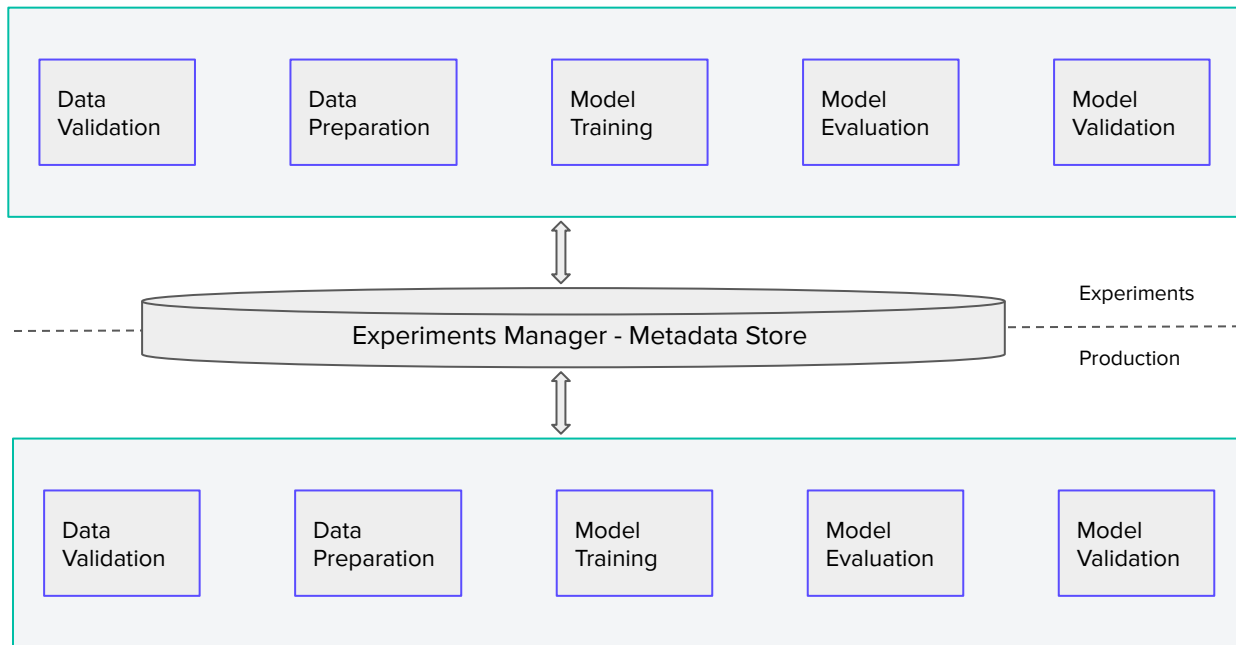 Data
Validation
Data
Preparation
Model
Training
Model
Evaluation
Model
Validation
Experiments
Experiments Manager - Metadata Store
Production
Data
Validation
Data
Preparation
Model
Training
Model
Evaluation
Model
Validation